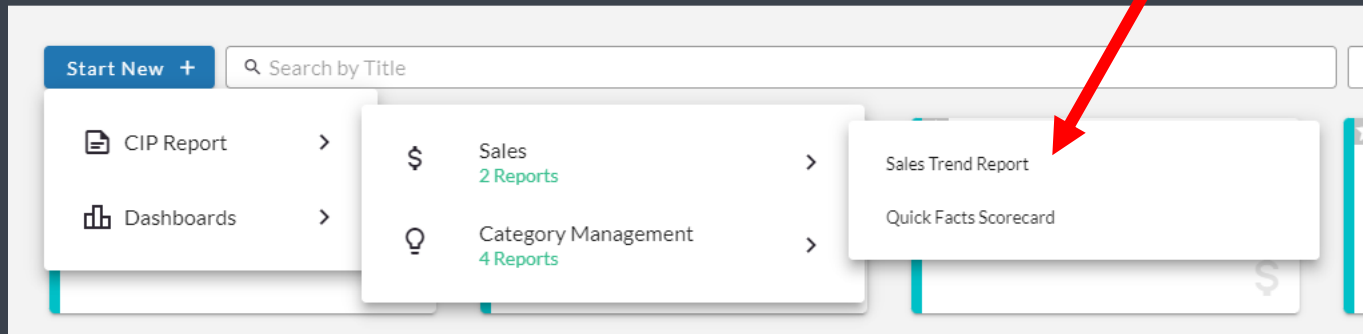 Start New +
Search by Title
CIP Report
Dashboards
$ Sales
2 Reports
Category Management
4 Reports
Sales Trend Report
Quick Facts Scorecard
$